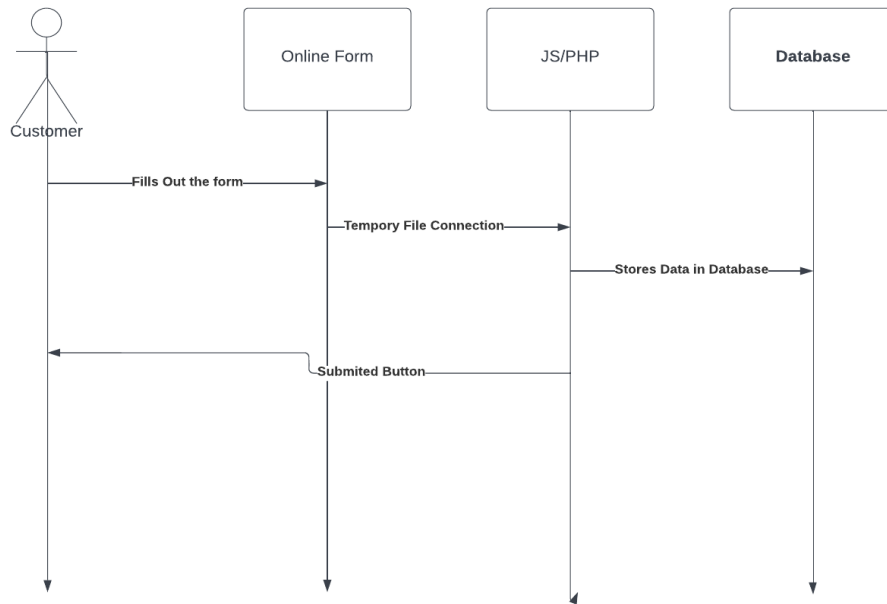 Online Form
JS/PHP
Database
Customer
Fills Out the form
Tempory File Connection
Stores Data in Database
Submited Button